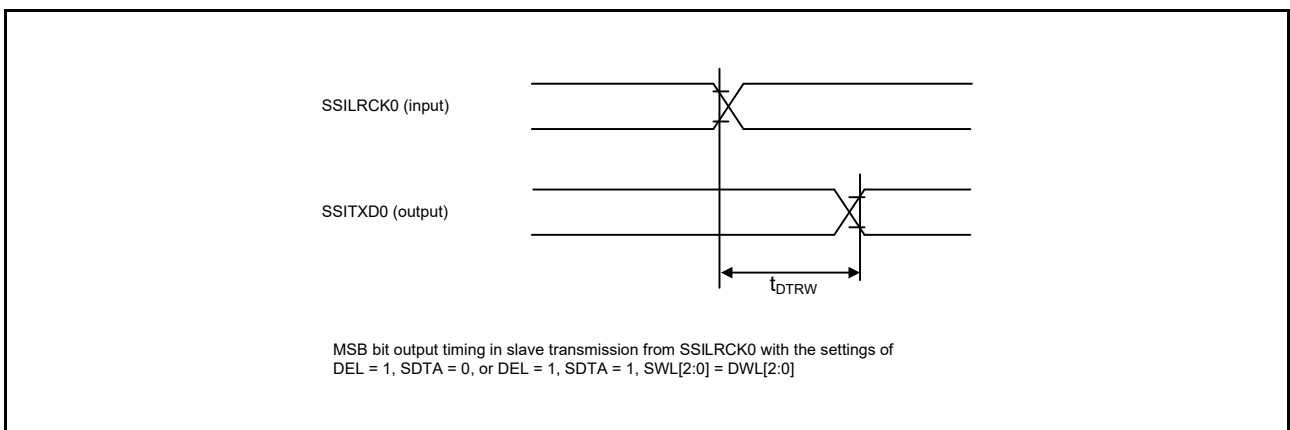 SSILRCK0 (input)
SSITXD0 (output)
tDTRW
MSB bit output timing in slave transmission from SSILRCK0 with the settings of
DEL = 1, SDTA = 0, or DEL = 1, SDTA = 1, SWL[2:0] = DWL[2:0]